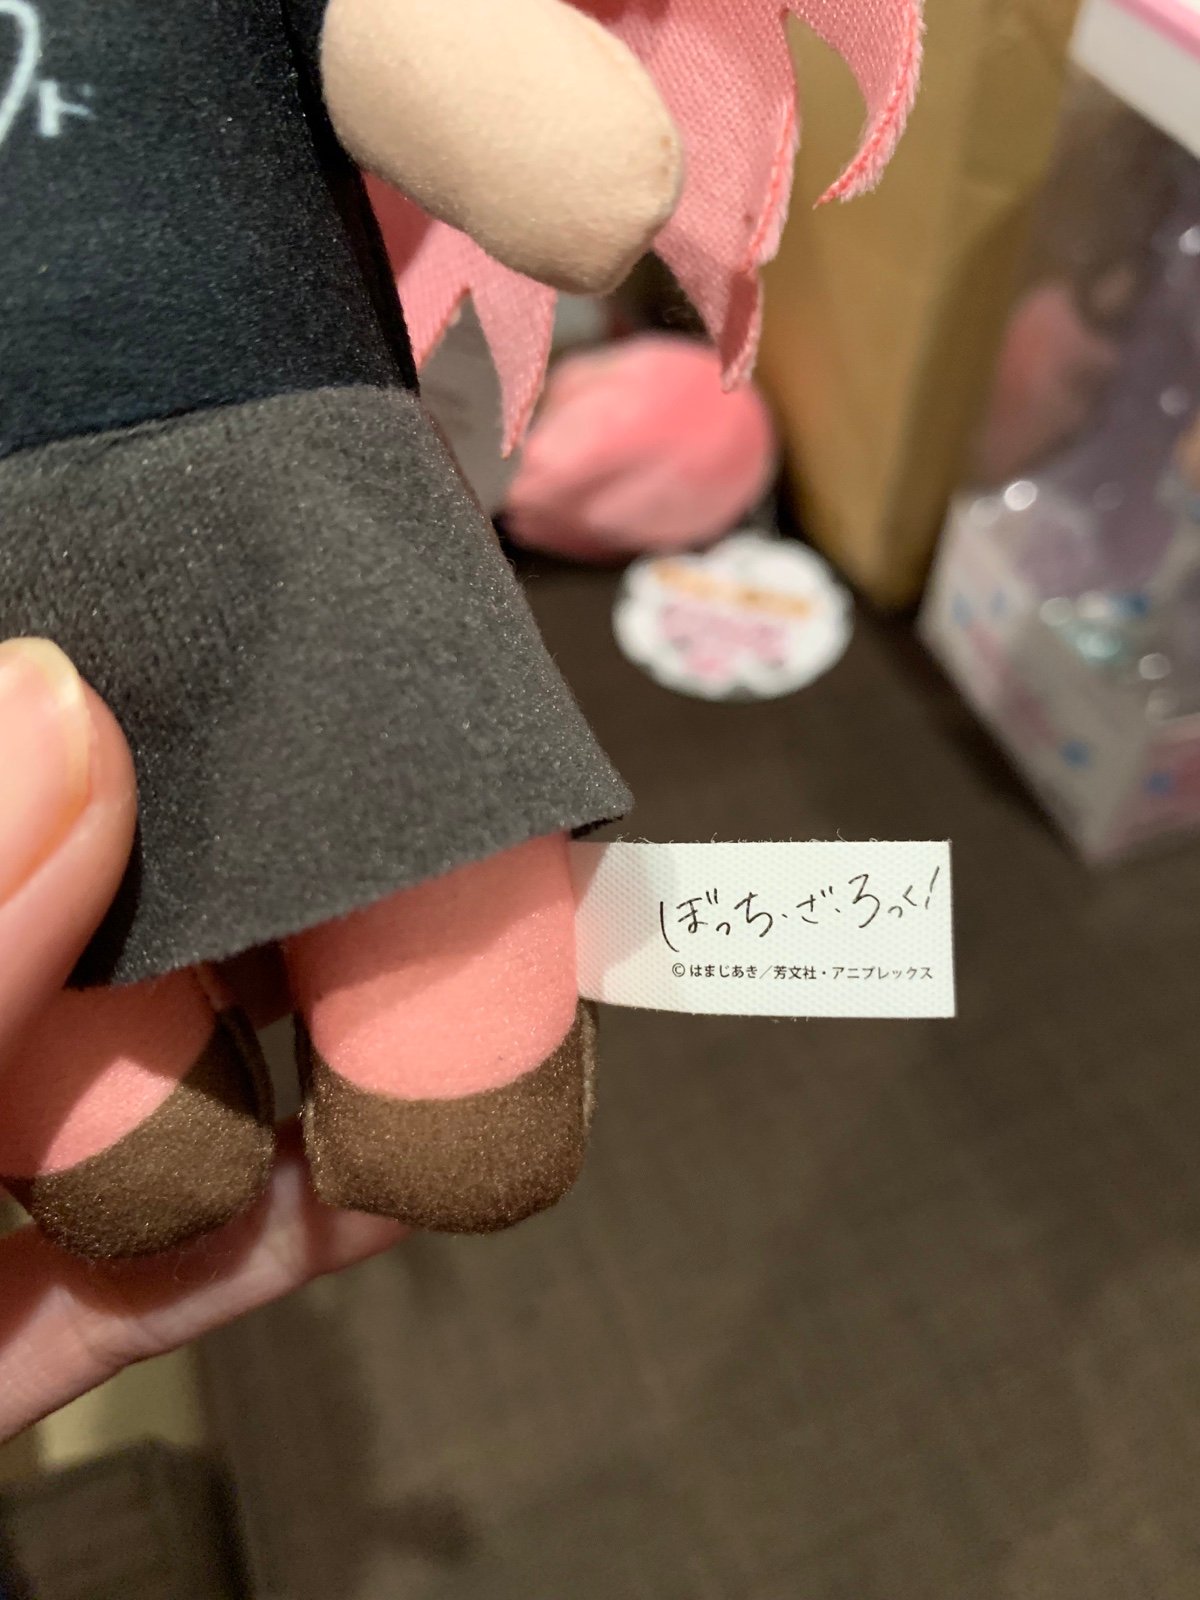 ド
ぼっち・ざ・ろっく!
©はまじあき/芳文社・アニプレックス